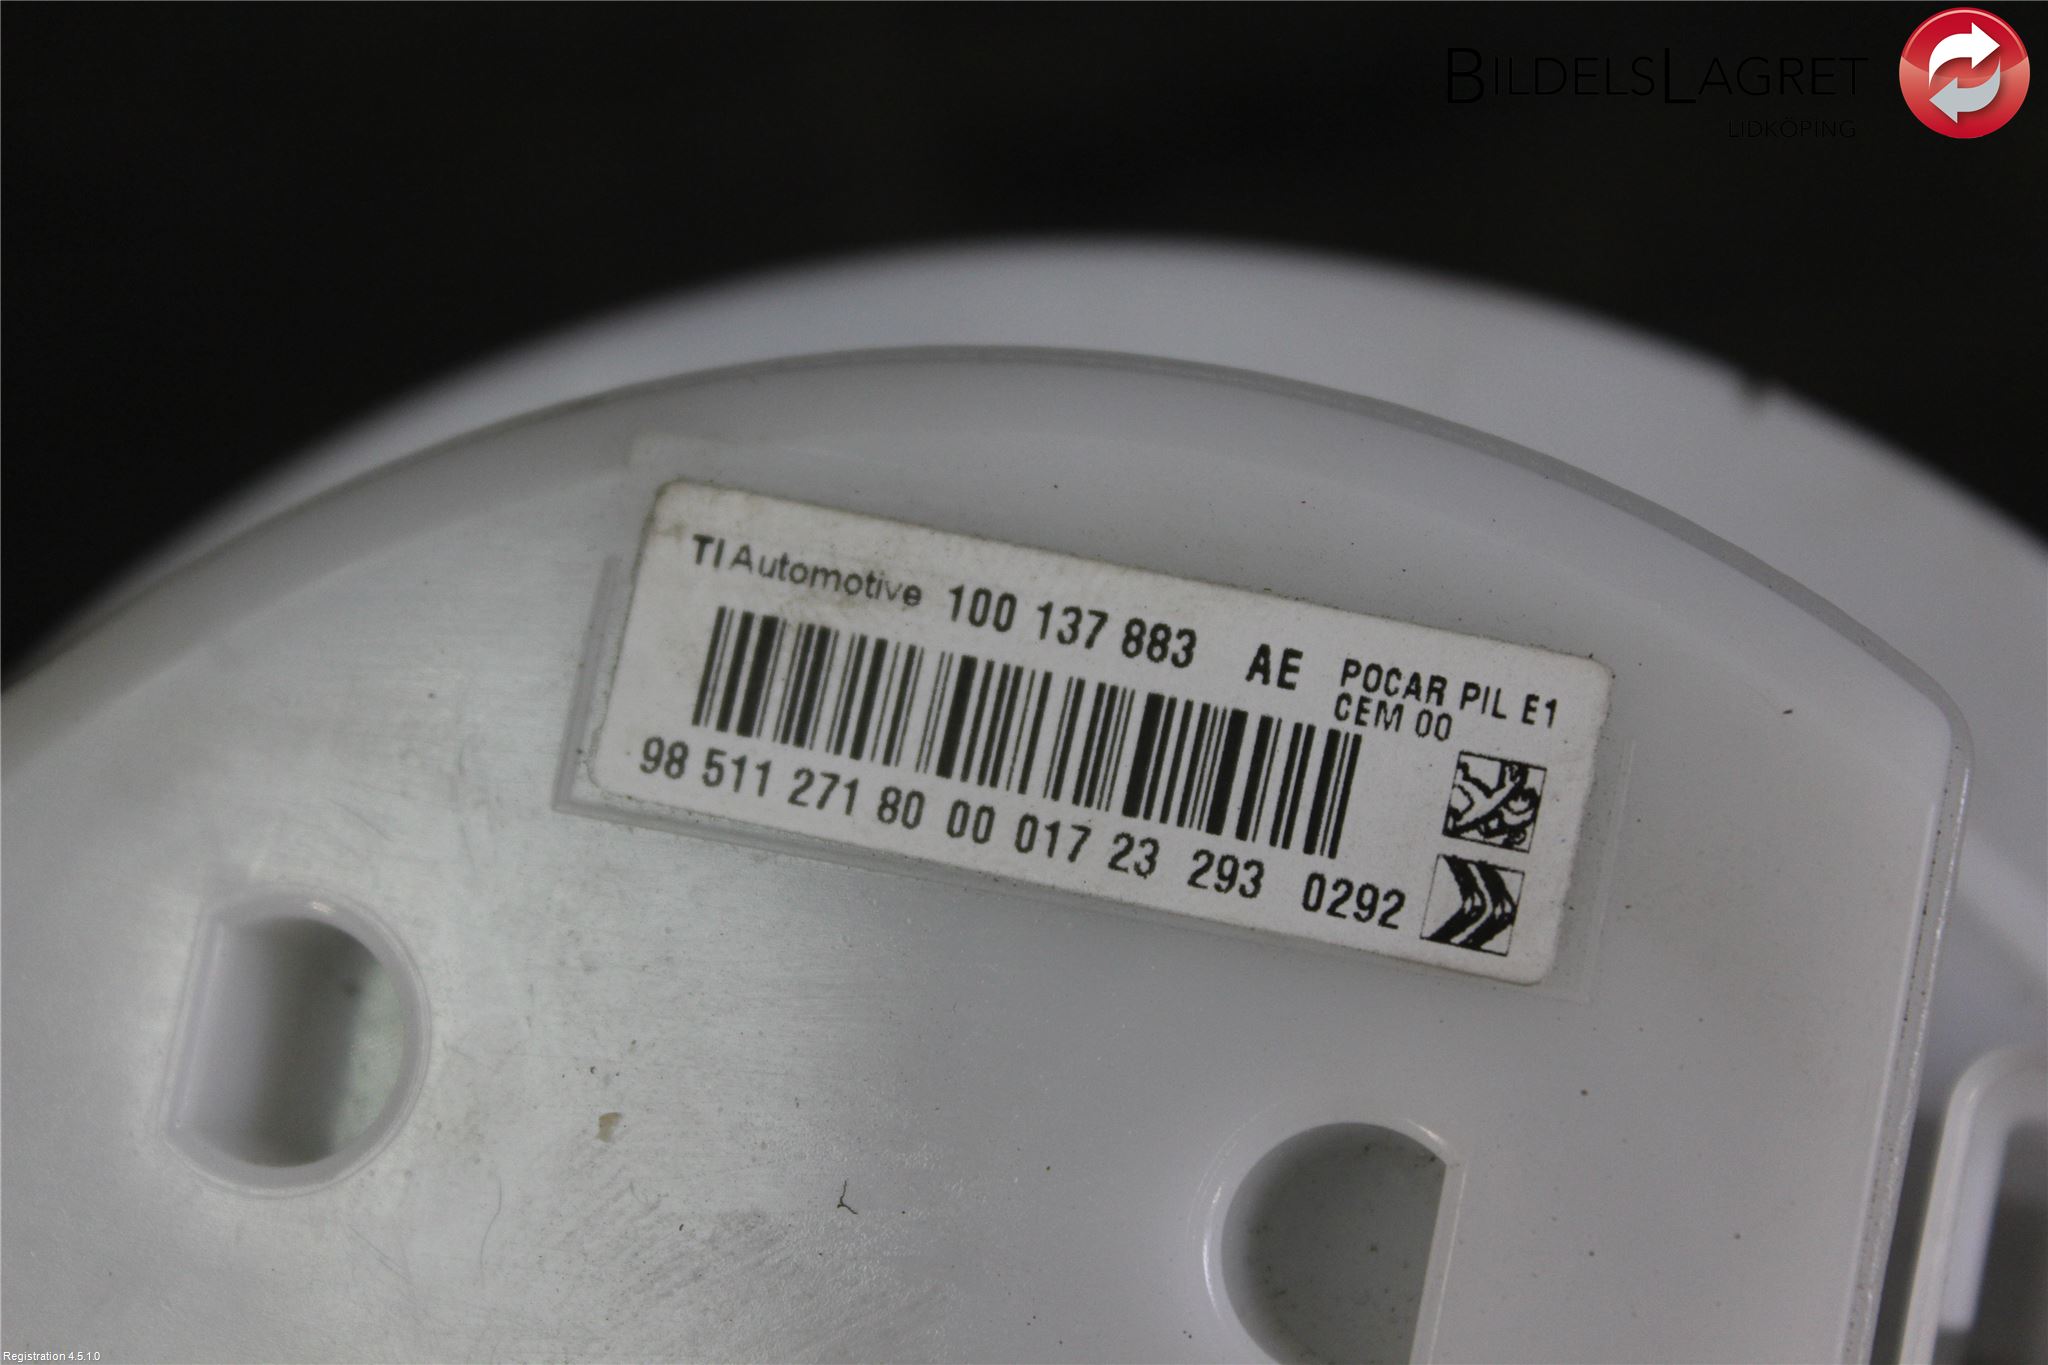 BILDELSLAGRET
LIDKÖPING
TI Automotive 100 137 883 AE POCAR PIL E1
CEM 00
98 511 271 80 00 017 23 293 0292
Registration 4.5.1.0